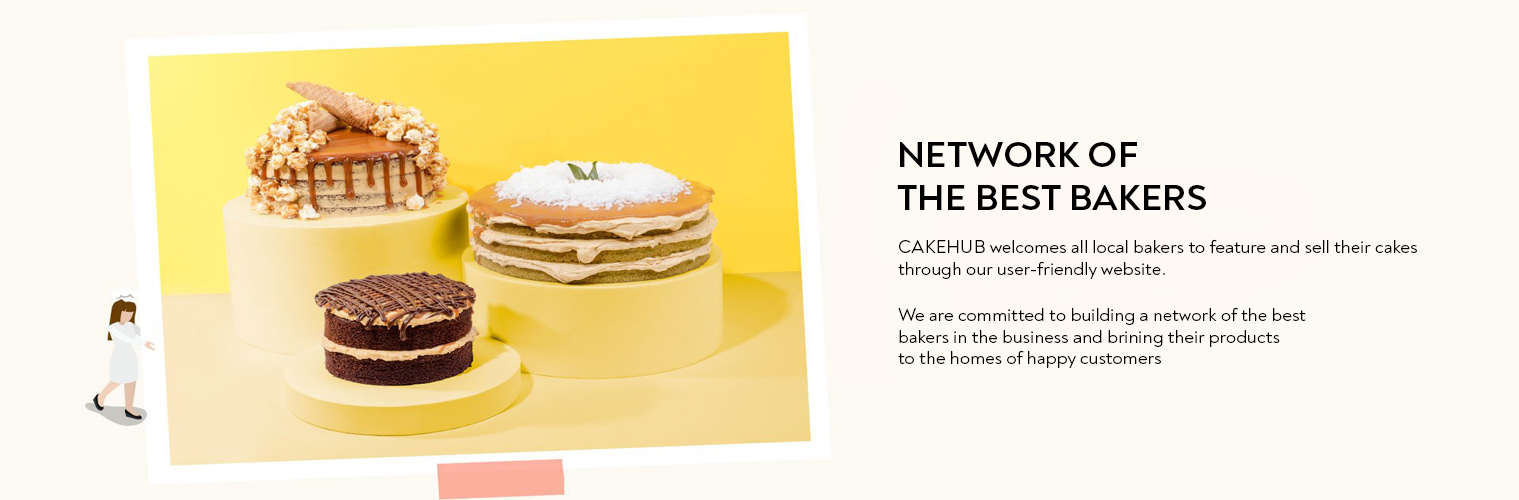 NETWORK OF
THE BEST BAKERS
CAKEHUB welcomes all local bakers to feature and sell their cakes
through our user-friendly website.
We are committed to building a network of the best
bakers in the business and brining their products
to the homes of happy customers